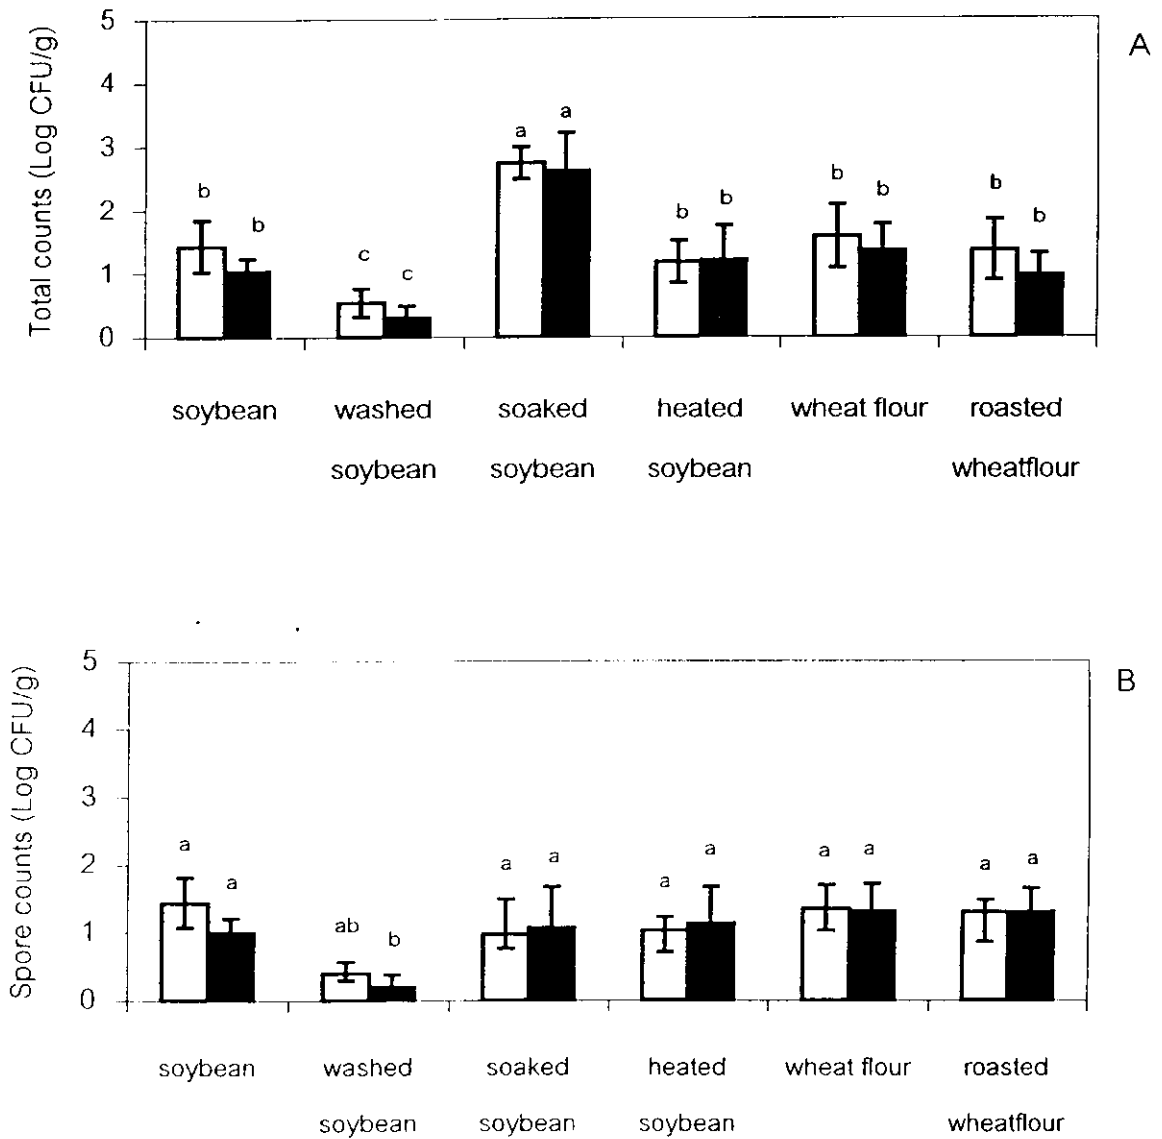 A
Total counts (Log CFU/g)
5
4
3
2
1
0
b b c c a a b b b b b b
soybean washed soaked heated wheat flour roasted
soybean soybean soybean wheatflour
B
Spore counts (Log CFU/g)
5
4
3
2
1
0
a a ab b a a a a a a a a
soybean washed soaked heated wheat flour roasted
soybean soybean soybean wheatflour